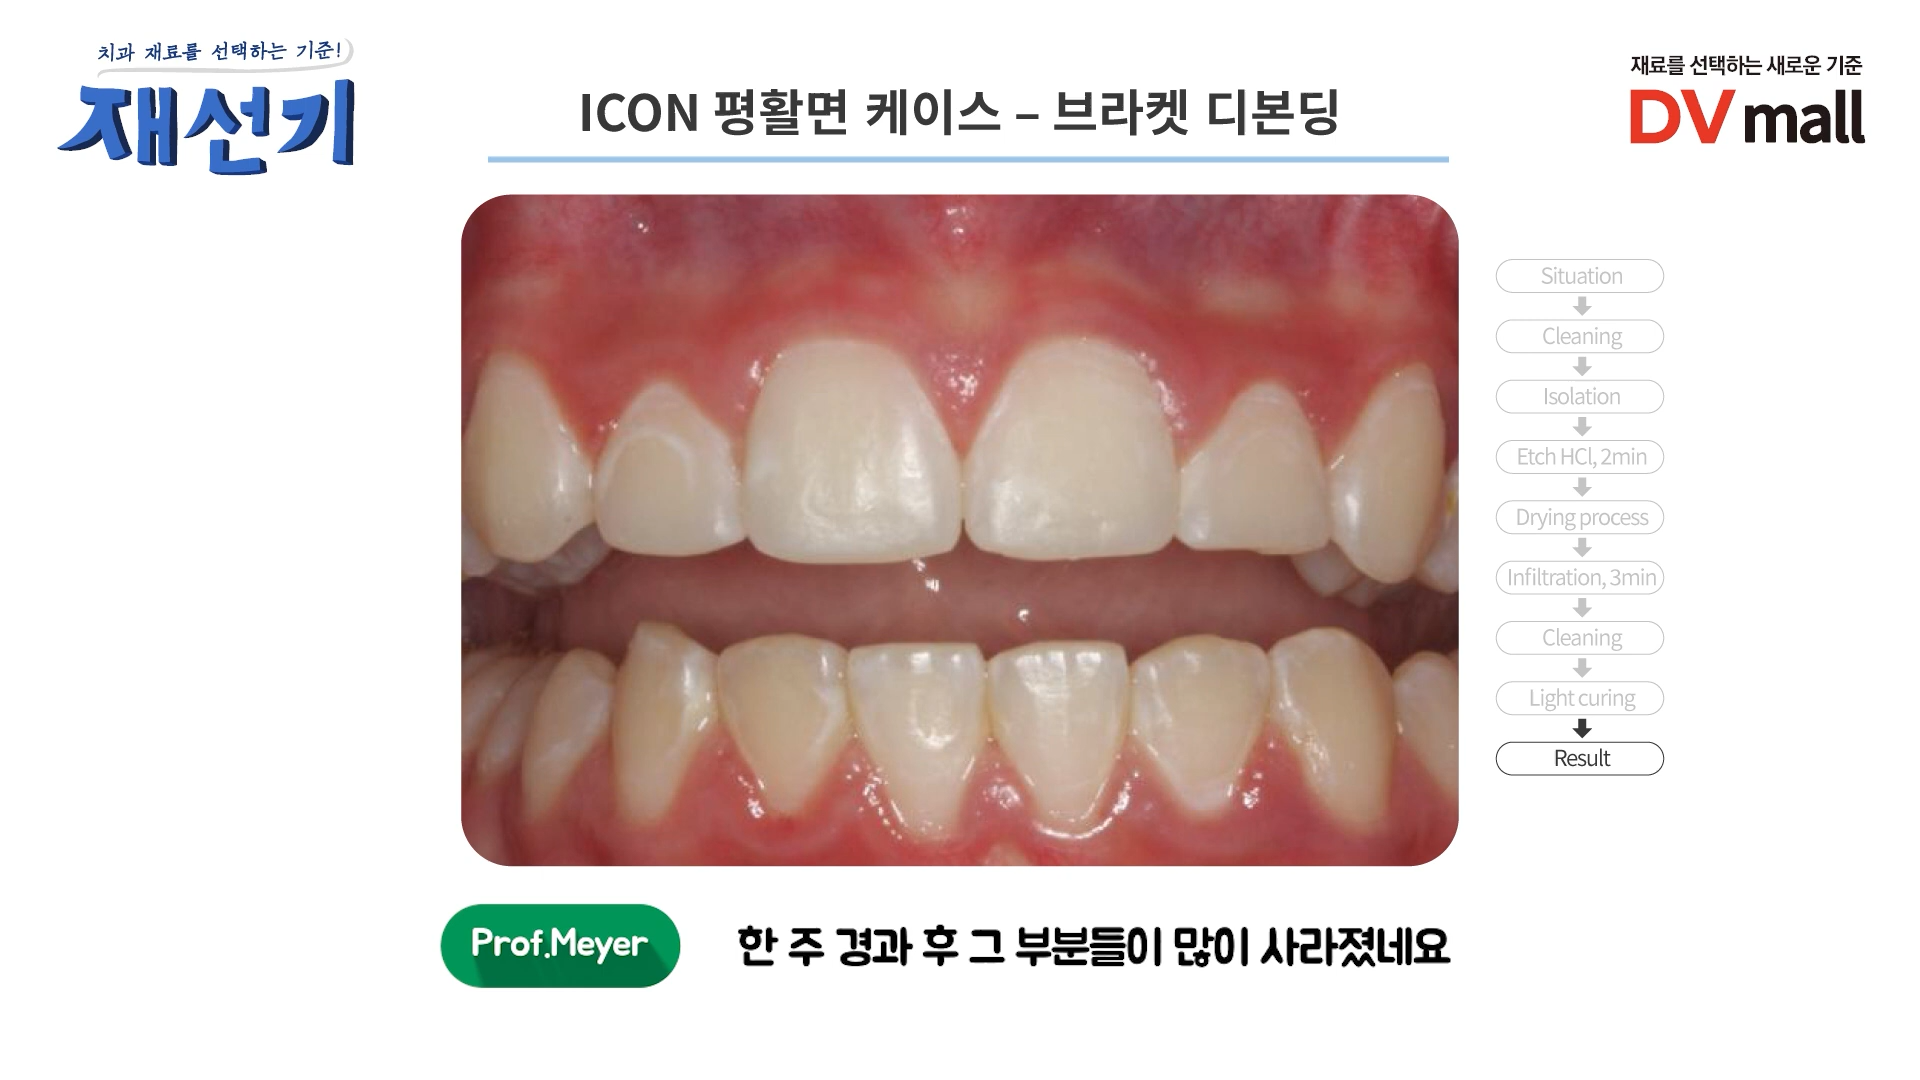 치과 재료를 선택하는 기준!
재선기
ICON 평활면 케이스 – 브라켓 디본딩
재료를 선택하는 새로운 기준
DV mall
Situation
Cleaning
Isolation
Etch HCl, 2min
Drying process
Infiltration, 3min
Cleaning
Light curing
Result
Prof.Meyer
한 주 경과 후 그 부분들이 많이 사라졌네요